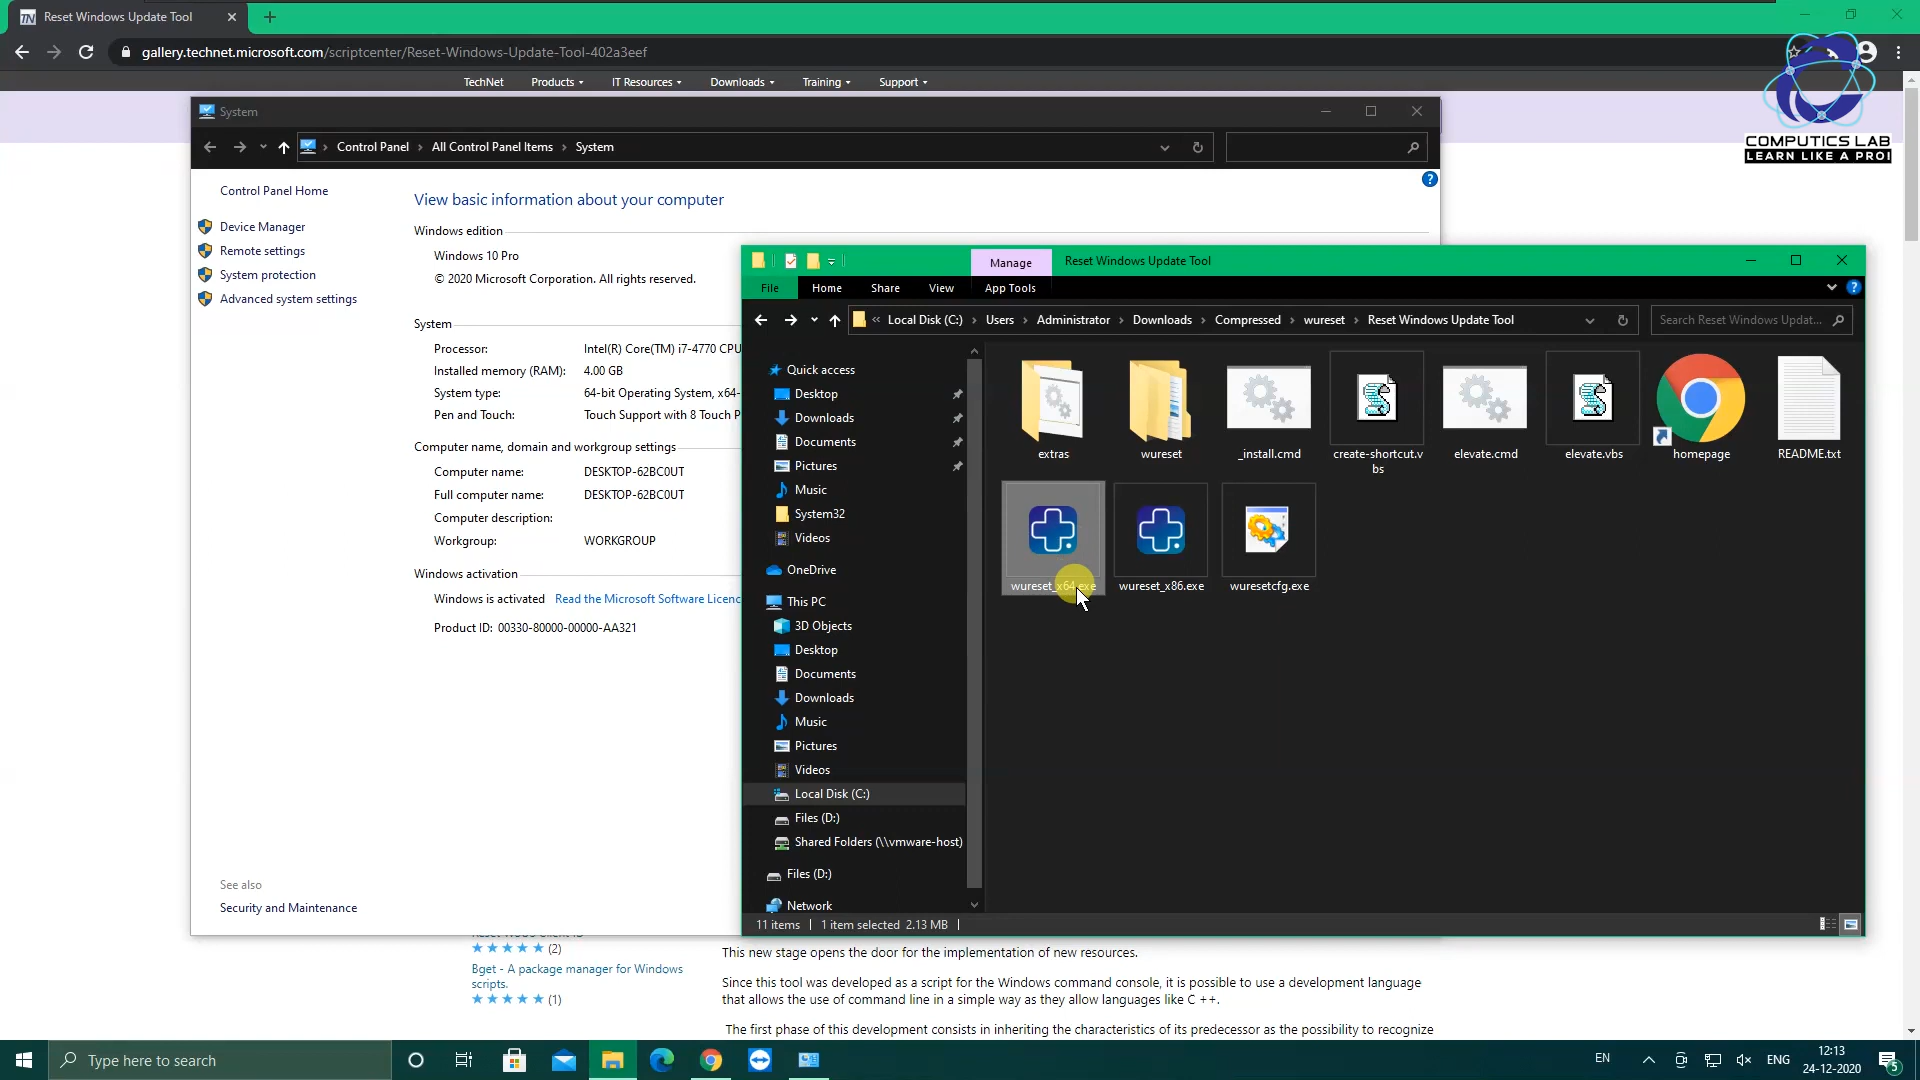 Reset Windows Update Tool
gallery.technet.microsoft.com/scriptcenter/Reset-Windows-Update-Tool-402a3eef
TechNet Products IT Resources Downloads Training Support
COMPUTICS LAB
LEARN LIKE A PRO!
System
Control Panel All Control Panel Items System
Control Panel Home
Device Manager
Remote settings
System protection
Advanced system settings
See also
Security and Maintenance
View basic information about your computer
Windows edition
Windows 10 Pro
© 2020 Microsoft Corporation. All rights reserved.
System
Processor: Intel(R) Core(TM) i7-4770 CPU
Installed memory (RAM): 4.00 GB
System type: 64-bit Operating System, x64-
Pen and Touch: Touch Support with 8 Touch P
Computer name, domain and workgroup settings
Computer name: DESKTOP-62BC0UT
Full computer name: DESKTOP-62BC0UT
Computer description:
Workgroup: WORKGROUP
Windows activation
Windows is activated Read the Microsoft Software Licenc
Product ID: 00330-80000-00000-AA321
Manage Reset Windows Update Tool
File Home Share View App Tools
« Local Disk (C:) Users Administrator Downloads Compressed wureset Reset Windows Update Tool
Search Reset Windows Updat...
Quick access
Desktop
Downloads
Documents
Pictures
Music
System32
Videos
OneDrive
This PC
3D Objects
Desktop
Documents
Downloads
Music
Pictures
Videos
Local Disk (C:)
Files (D:)
Shared Folders (\\vmware-host)
Files (D:)
Network
extras
wureset
_install.cmd
create-shortcut.v
bs
elevate.cmd
elevate.vbs
homepage
README.txt
wureset_x64.exe
wureset_x86.exe
wuresetcfg.exe
11 items 1 item selected 2.13 MB
(2)
Bget - A package manager for Windows
scripts.
(1)
This new stage opens the door for the implementation of new resources.
Since this tool was developed as a script for the Windows command console, it is possible to use a development language
that allows the use of command line in a simple way as they allow languages like C ++.
The first phase of this development consists in inheriting the characteristics of its predecessor as the possibility to recognize
Type here to search
EN
ENG
12:13
24-12-2020
5